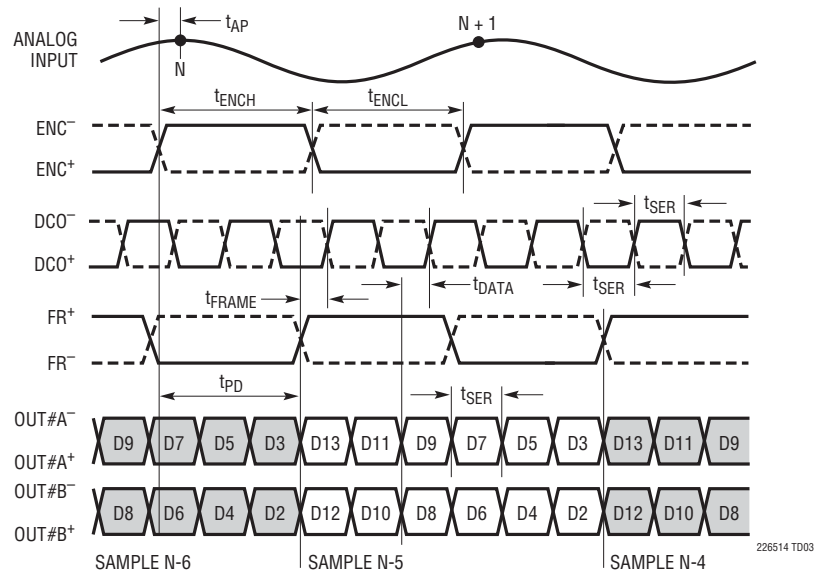 t_AP
N + 1
ANALOG
INPUT
N
t_ENCH
t_ENCL
ENC–
ENC+
DCO–
t_SER
DCO+
t_FRAME
t_DATA
t_SER
FR+
FR–
t_PD
t_SER
OUT#A–
D9 D7 D5 D3 D13 D11 D9 D7 D5 D3 D13 D11 D9
OUT#A+
OUT#B–
D8 D6 D4 D2 D12 D10 D8 D6 D4 D2 D12 D10 D8
OUT#B+
226514 TD03
SAMPLE N-6 SAMPLE N-5 SAMPLE N-4